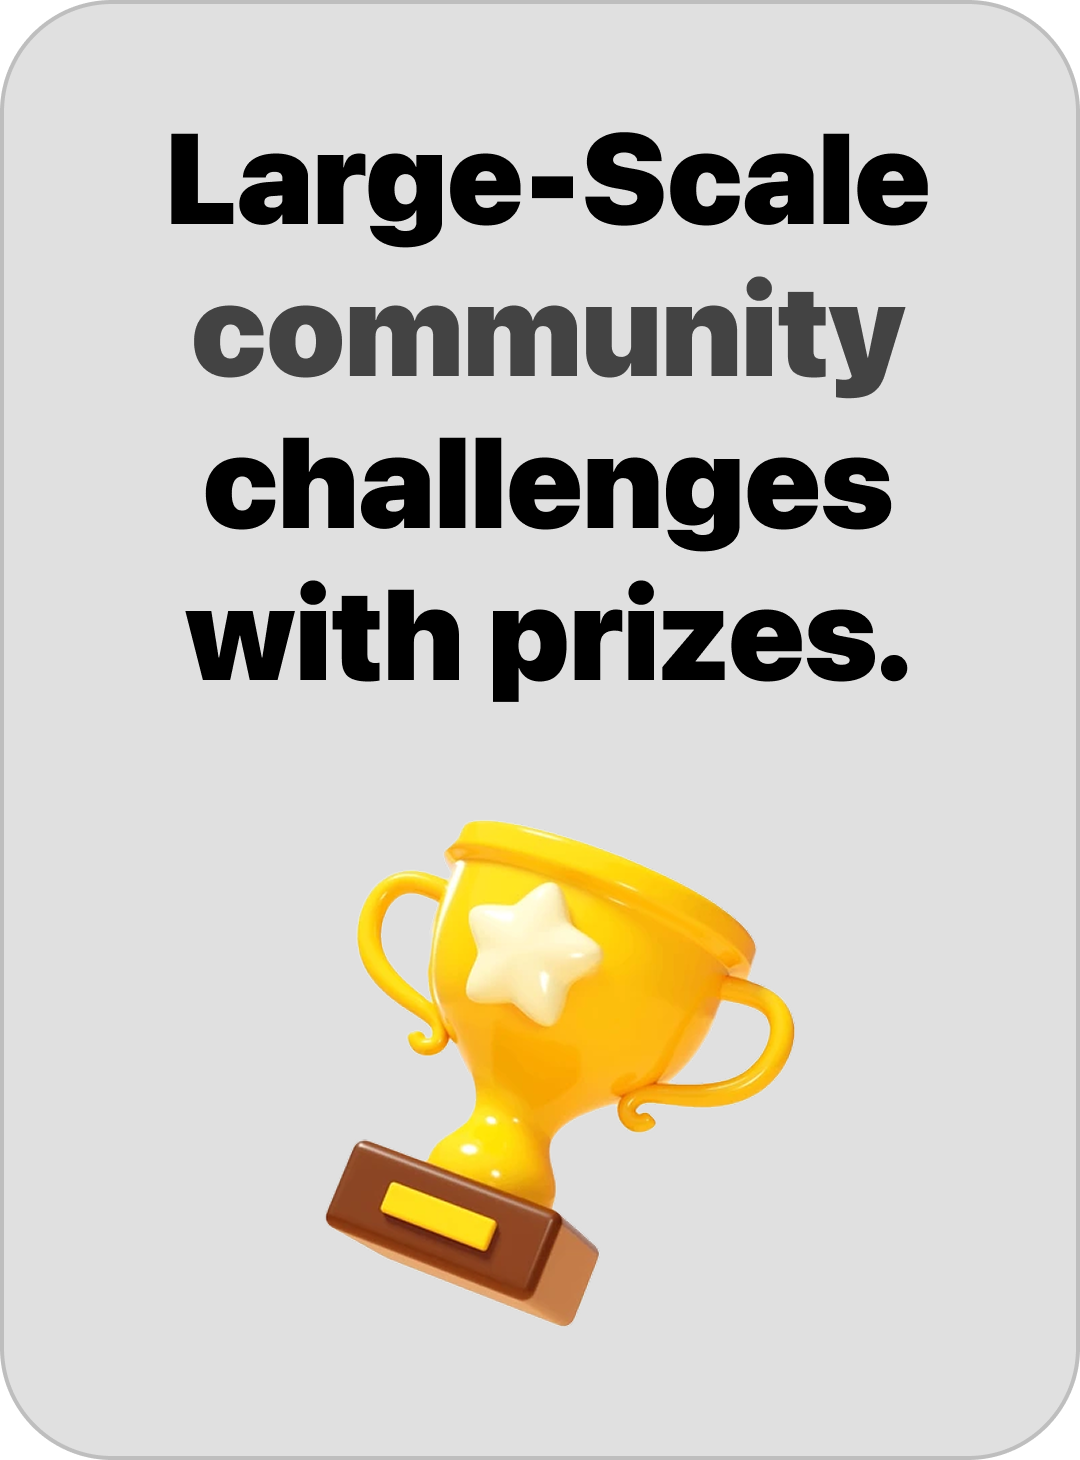 Large-Scale
community
challenges
with prizes.